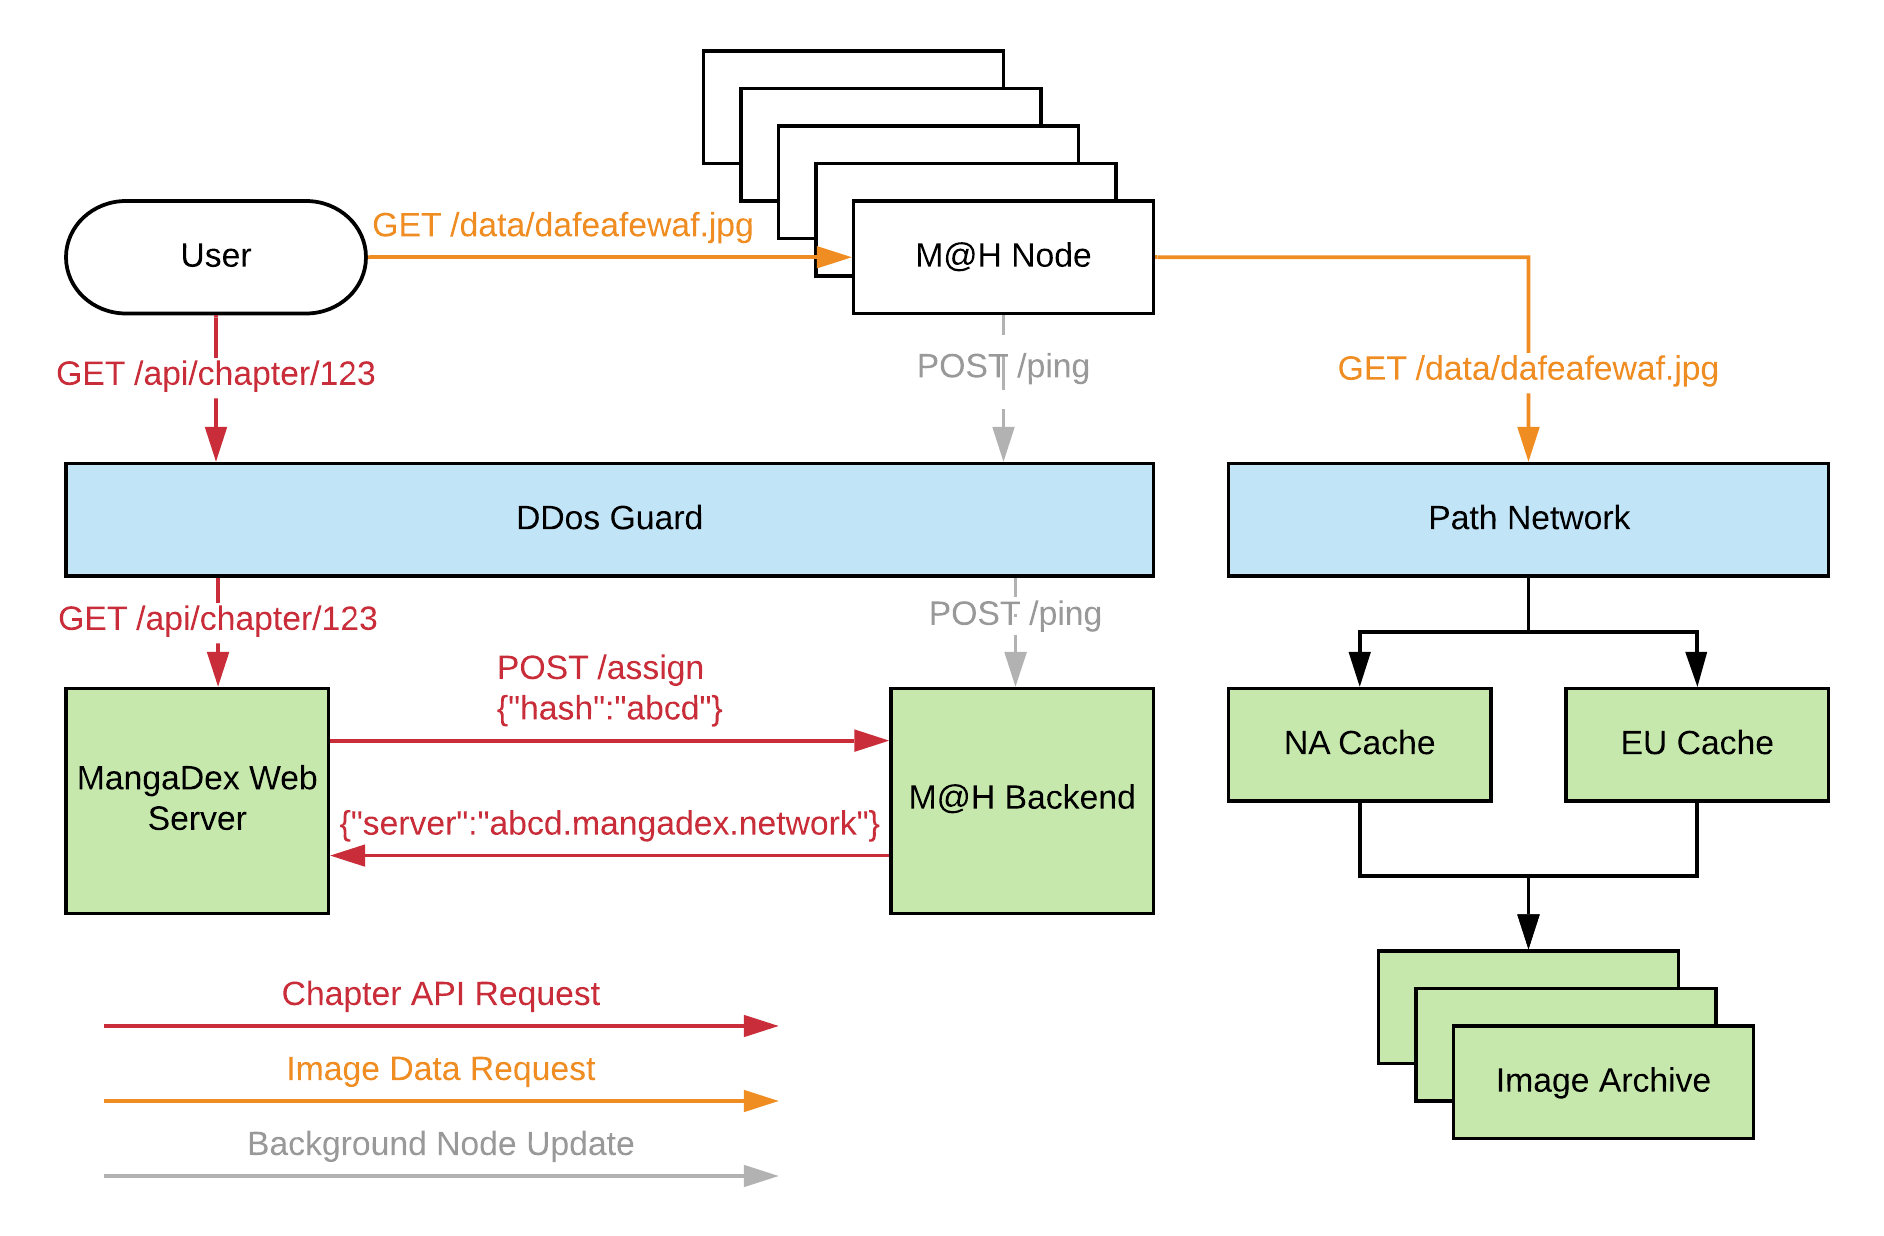 User
GET /data/dafeafewaf.jpg
M@H Node
GET /api/chapter/123
POST /ping
GET /data/dafeafewaf.jpg
DDos Guard
Path Network
GET /api/chapter/123
POST /ping
POST /assign
{"hash":"abcd"}
MangaDex Web
Server
{"server":"abcd.mangadex.network"}
M@H Backend
NA Cache
EU Cache
Chapter API Request
Image Data Request
Background Node Update
Image Archive